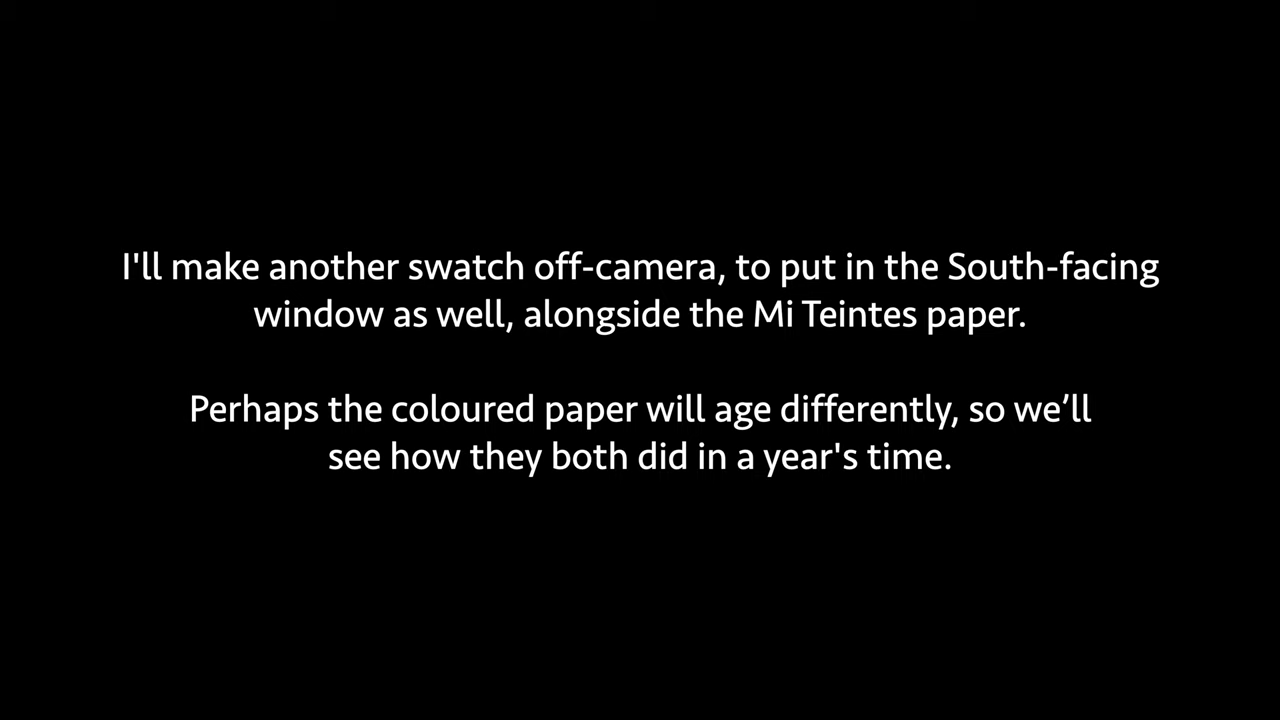 I'll make another swatch off-camera, to put in the South-facing
window as well, alongside the Mi Teintes paper.
Perhaps the coloured paper will age differently, so we’ll
see how they both did in a year's time.